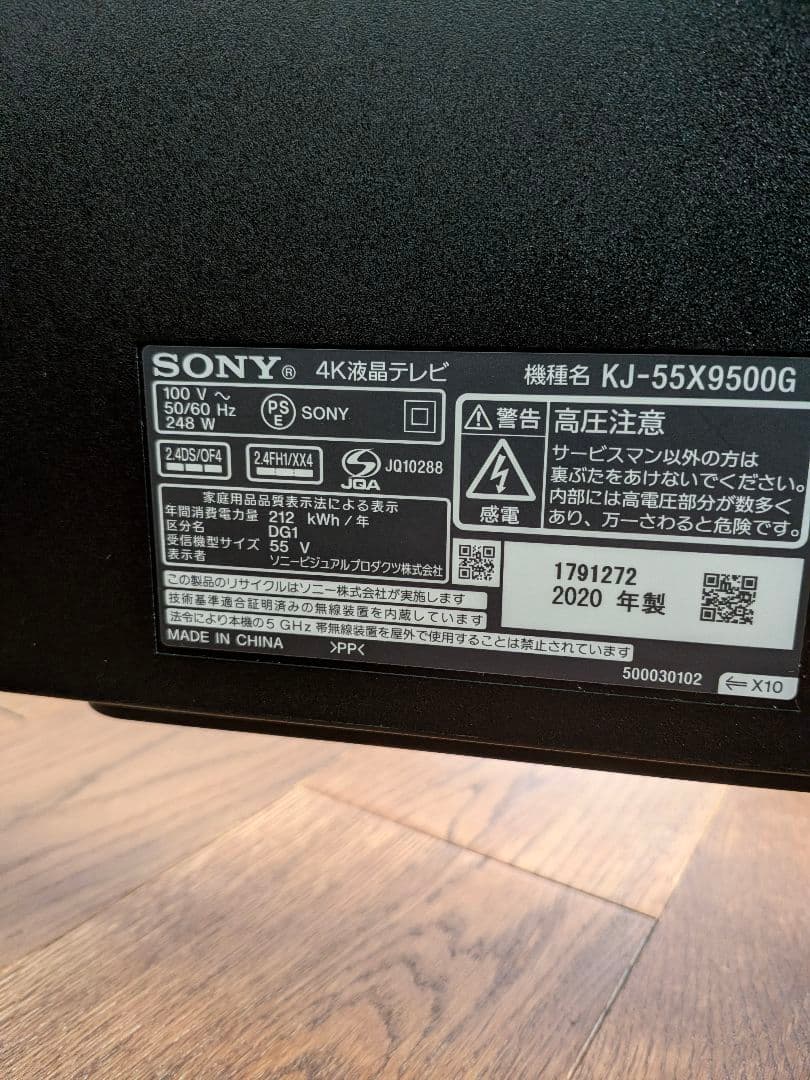 SONY® 4K液晶テレビ 機種名 KJ-55X9500G
100 V ～
50/60 Hz
248 W
PS
E
SONY
2.4DS/OF4
2.4FH1/XX4
JQA
JQ10288
家庭用品品質表示法による表示
年間消費電力量 212 kWh / 年
区分名 DG1
受信機型サイズ 55 V
表示者 ソニービジュアルプロダクツ株式会社
警告
感電
高圧注意
サービスマン以外の方は
裏ぶたをあけないでください。
内部には高電圧部分が数多く
あり、万一さわると危険です。
1791272
2020 年製
この製品のリサイクルはソニー株式会社が実施します
技術基準適合証明済みの無線装置を内蔵しています
法令により本機の5 GHz 帯無線装置を屋外で使用することは禁止されています
MADE IN CHINA >PP<
500030102
⇐ X10